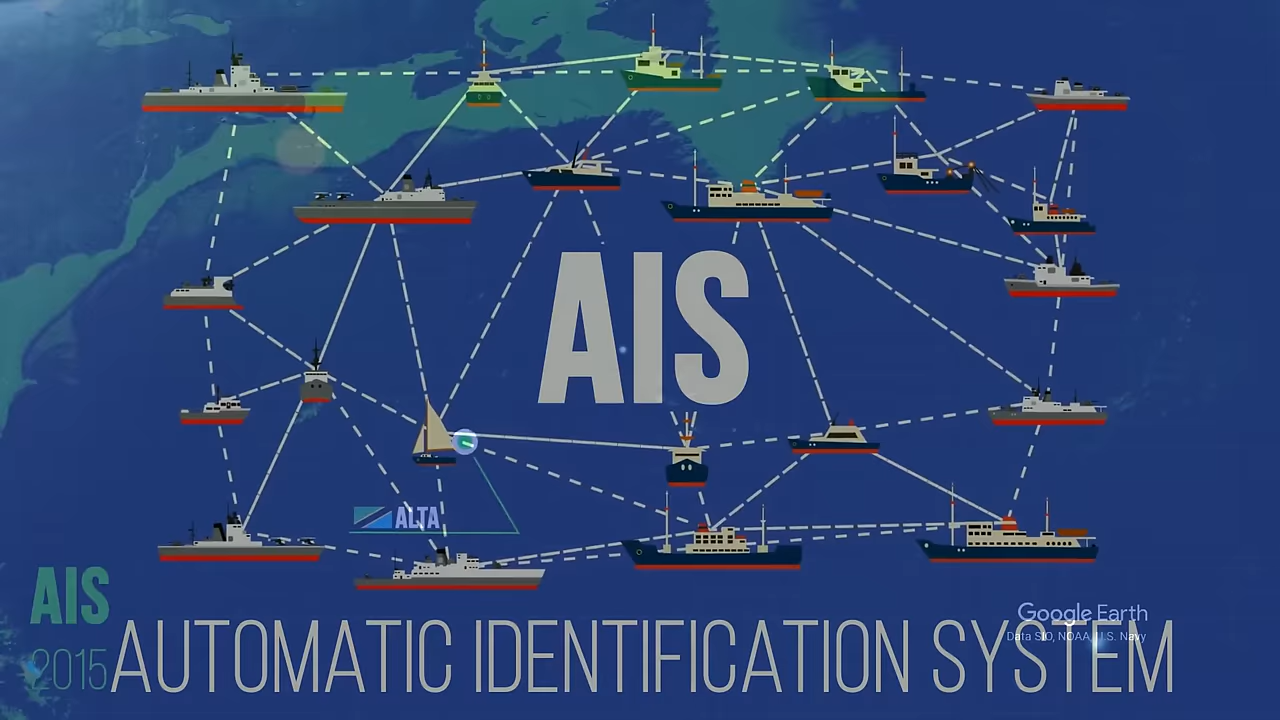 AIS
ALTA
AIS
2015
AUTOMATIC IDENTIFICATION SYSTEM
Google Earth
Data SIO, NOAA, U.S. Navy